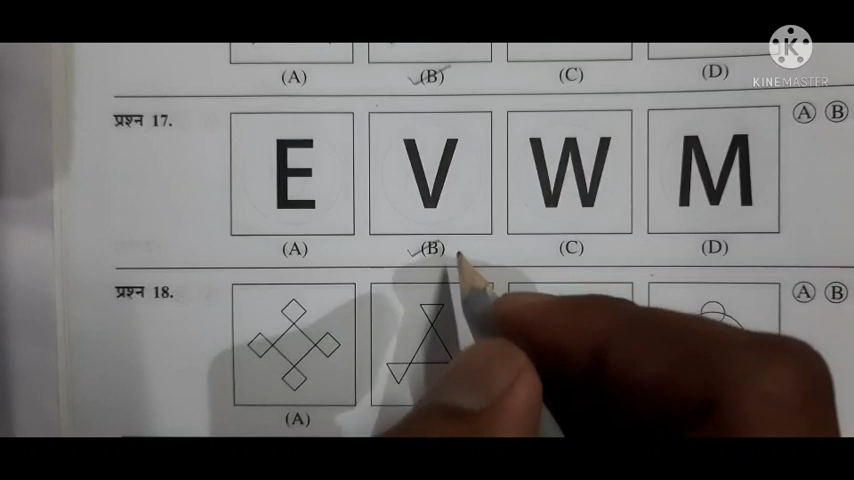 K
KINEMASTER
(A) (B) (C) (D)
प्रश्न 17. E V W M A B
(A) (B) (C) (D)
प्रश्न 18. A B
(A)